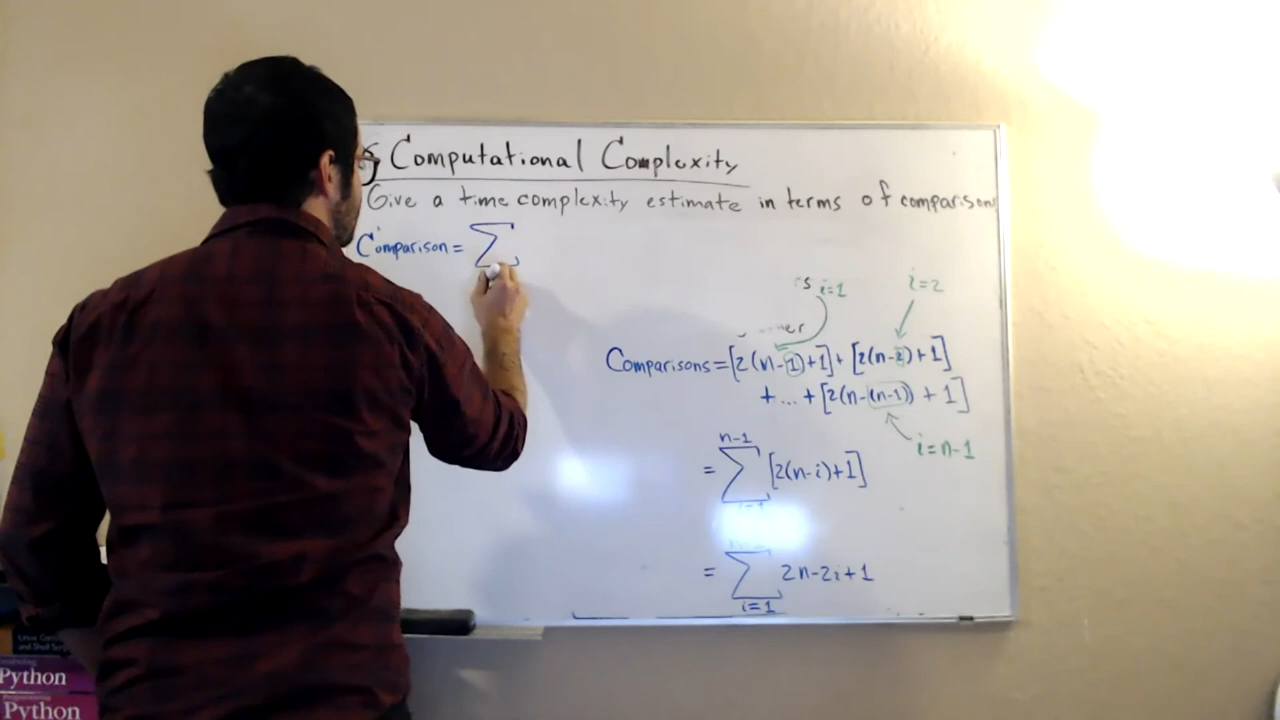 Computational Complexity
Give a time complexity estimate in terms of comparisons
Comparison = ∑
i=1
i=2
Comparisons=[2(n-1)+1]+[2(n-2)+1]
+...+[2(n-(n-1))+1]
i=n-1
n-1
= ∑ [2(n-i)+1]
i=1
= ∑ 2n-2i+1
i=1
Python
Python